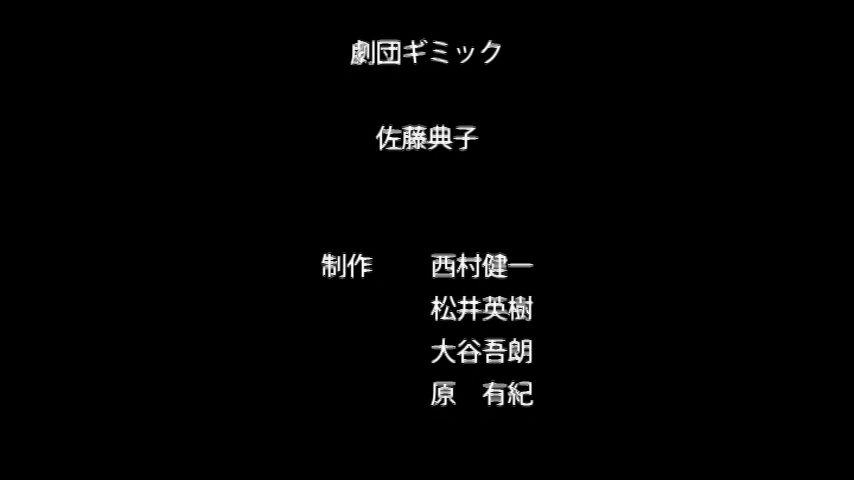 劇団ギミック
佐藤典子
制作　西村健一
松井英樹
大谷吾朗
原　有紀